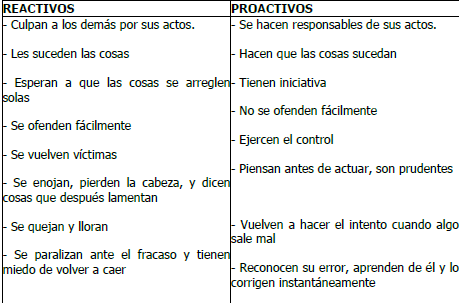 REACTIVOS
- Culpan a los demás por sus actos.
- Les suceden las cosas
- Esperan a que las cosas se arreglen
solas
- Se ofenden fácilmente
- Se vuelven víctimas
- Se enojan, pierden la cabeza, y dicen
cosas que después lamentan
- Se quejan y lloran
- Se paralizan ante el fracaso y tienen
miedo de volver a caer
PROACTIVOS
- Se hacen responsables de sus actos.
- Hacen que las cosas sucedan
- Tienen iniciativa
- No se ofenden fácilmente
- Ejercen el control
- Piensan antes de actuar, son prudentes
- Vuelven a hacer el intento cuando algo
sale mal
- Reconocen su error, aprenden de él y lo
corrigen instantáneamente